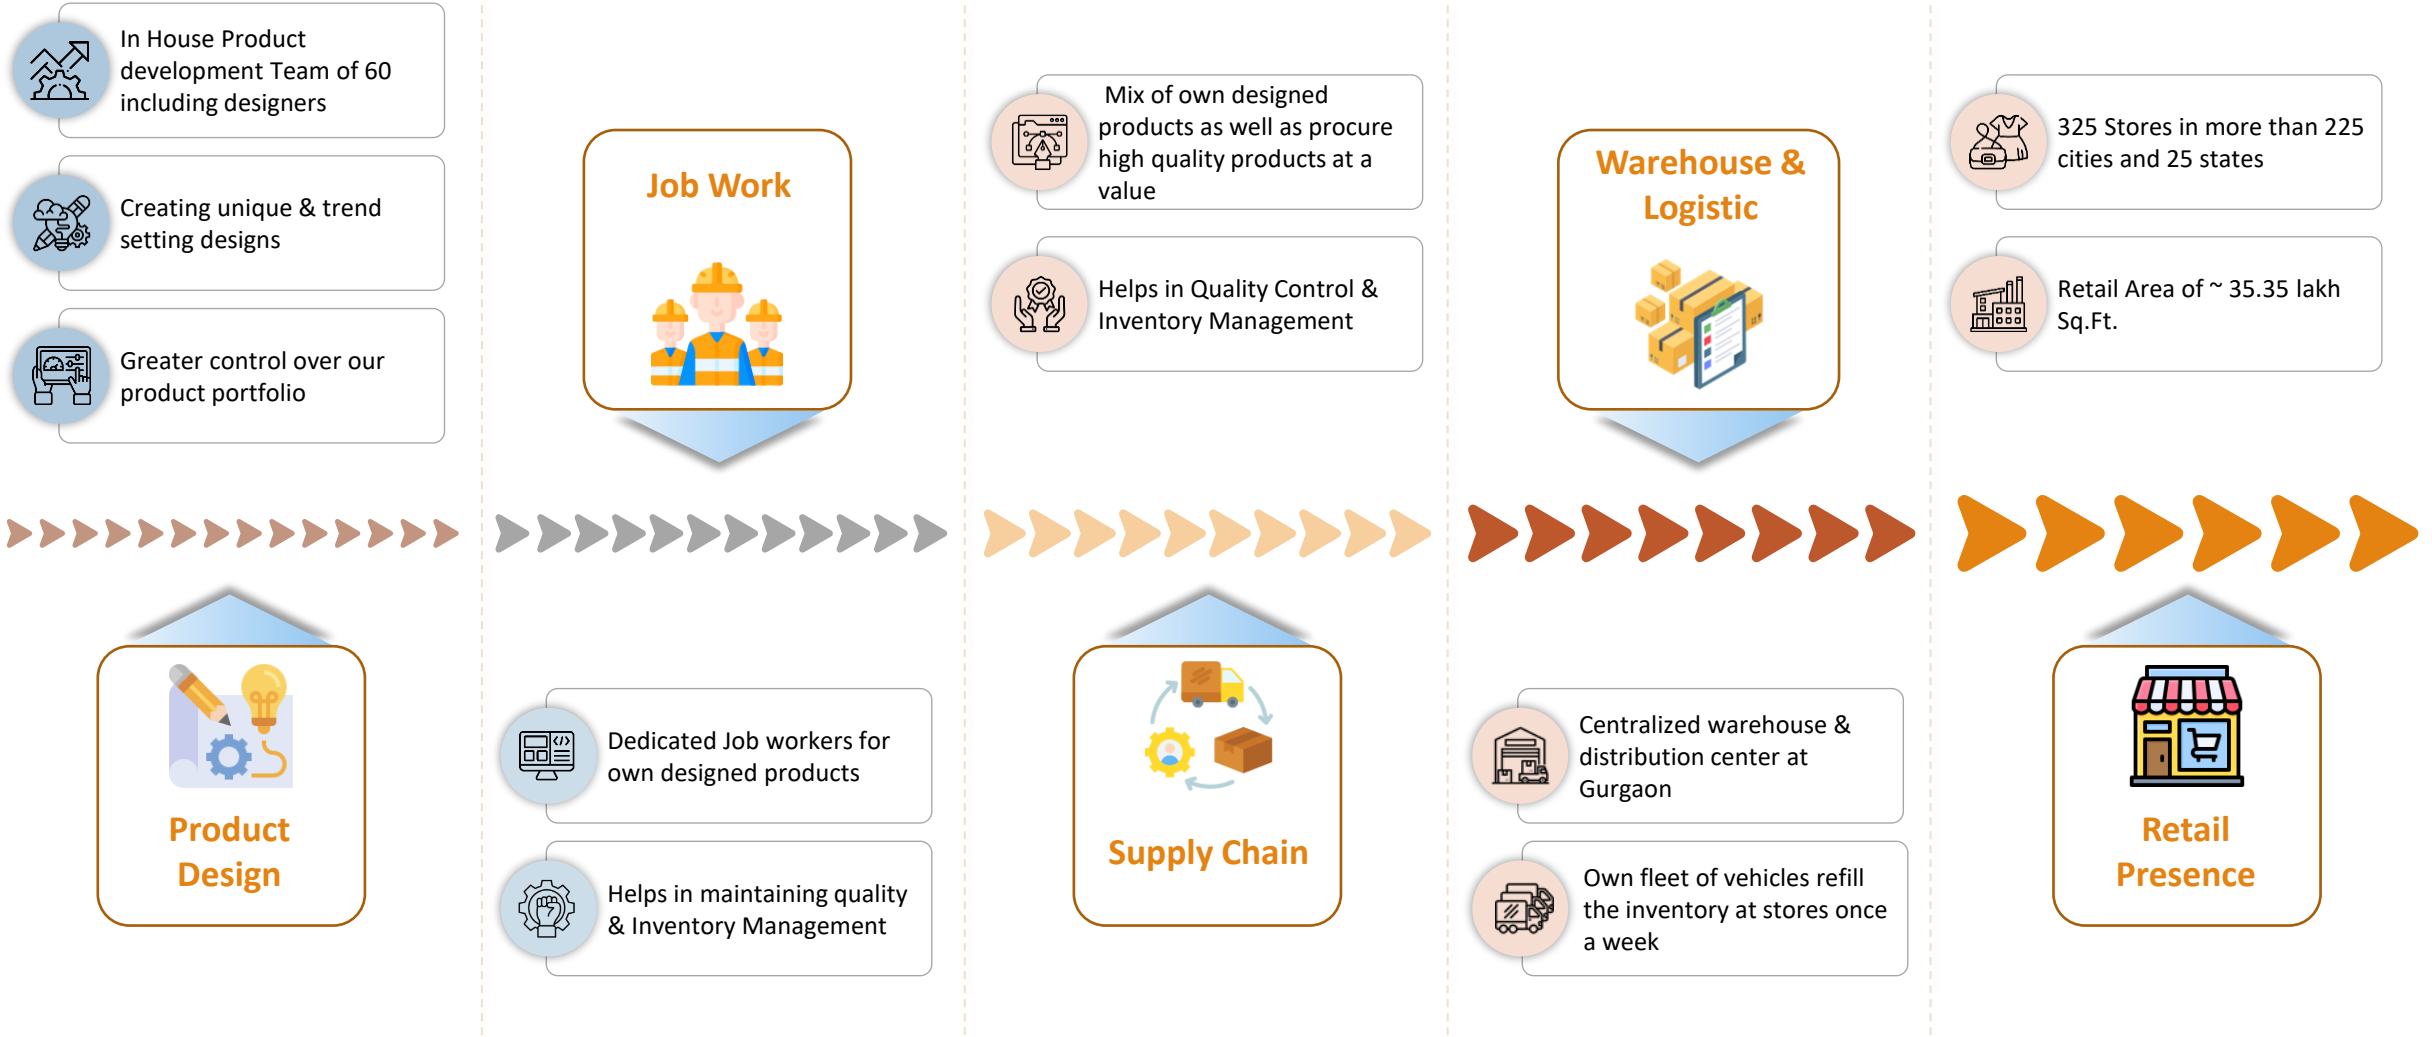 In House Product
development Team of 60
including designers
Creating unique & trend
setting designs
Greater control over our
product portfolio
Product
Design
Job Work
Dedicated Job workers for
own designed products
Helps in maintaining quality
& Inventory Management
Mix of own designed
products as well as procure
high quality products at a
value
Helps in Quality Control &
Inventory Management
Supply Chain
Warehouse &
Logistic
Centralized warehouse &
distribution center at
Gurgaon
Own fleet of vehicles refill
the inventory at stores once
a week
325 Stores in more than 225
cities and 25 states
Retail Area of ~ 35.35 lakh
Sq.Ft.
Retail
Presence